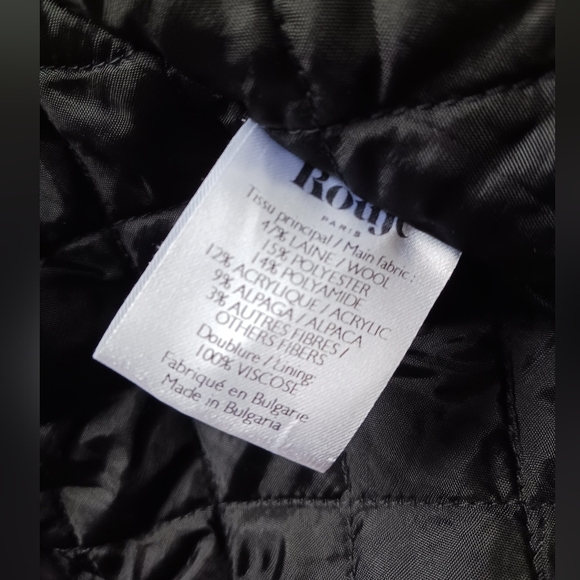 Rouje
PARIS
Tissu principal / Main fabric :
47% LAINE / WOOL
15% POLYESTER
14% POLYAMIDE
12% ACRYLIQUE / ACRYLIC
9% ALPAGA / ALPACA
3% AUTRES FIBRES /
OTHERS FIBERS
Doublure / Lining:
100% VISCOSE
Fabriqué en Bulgarie
Made in Bulgaria